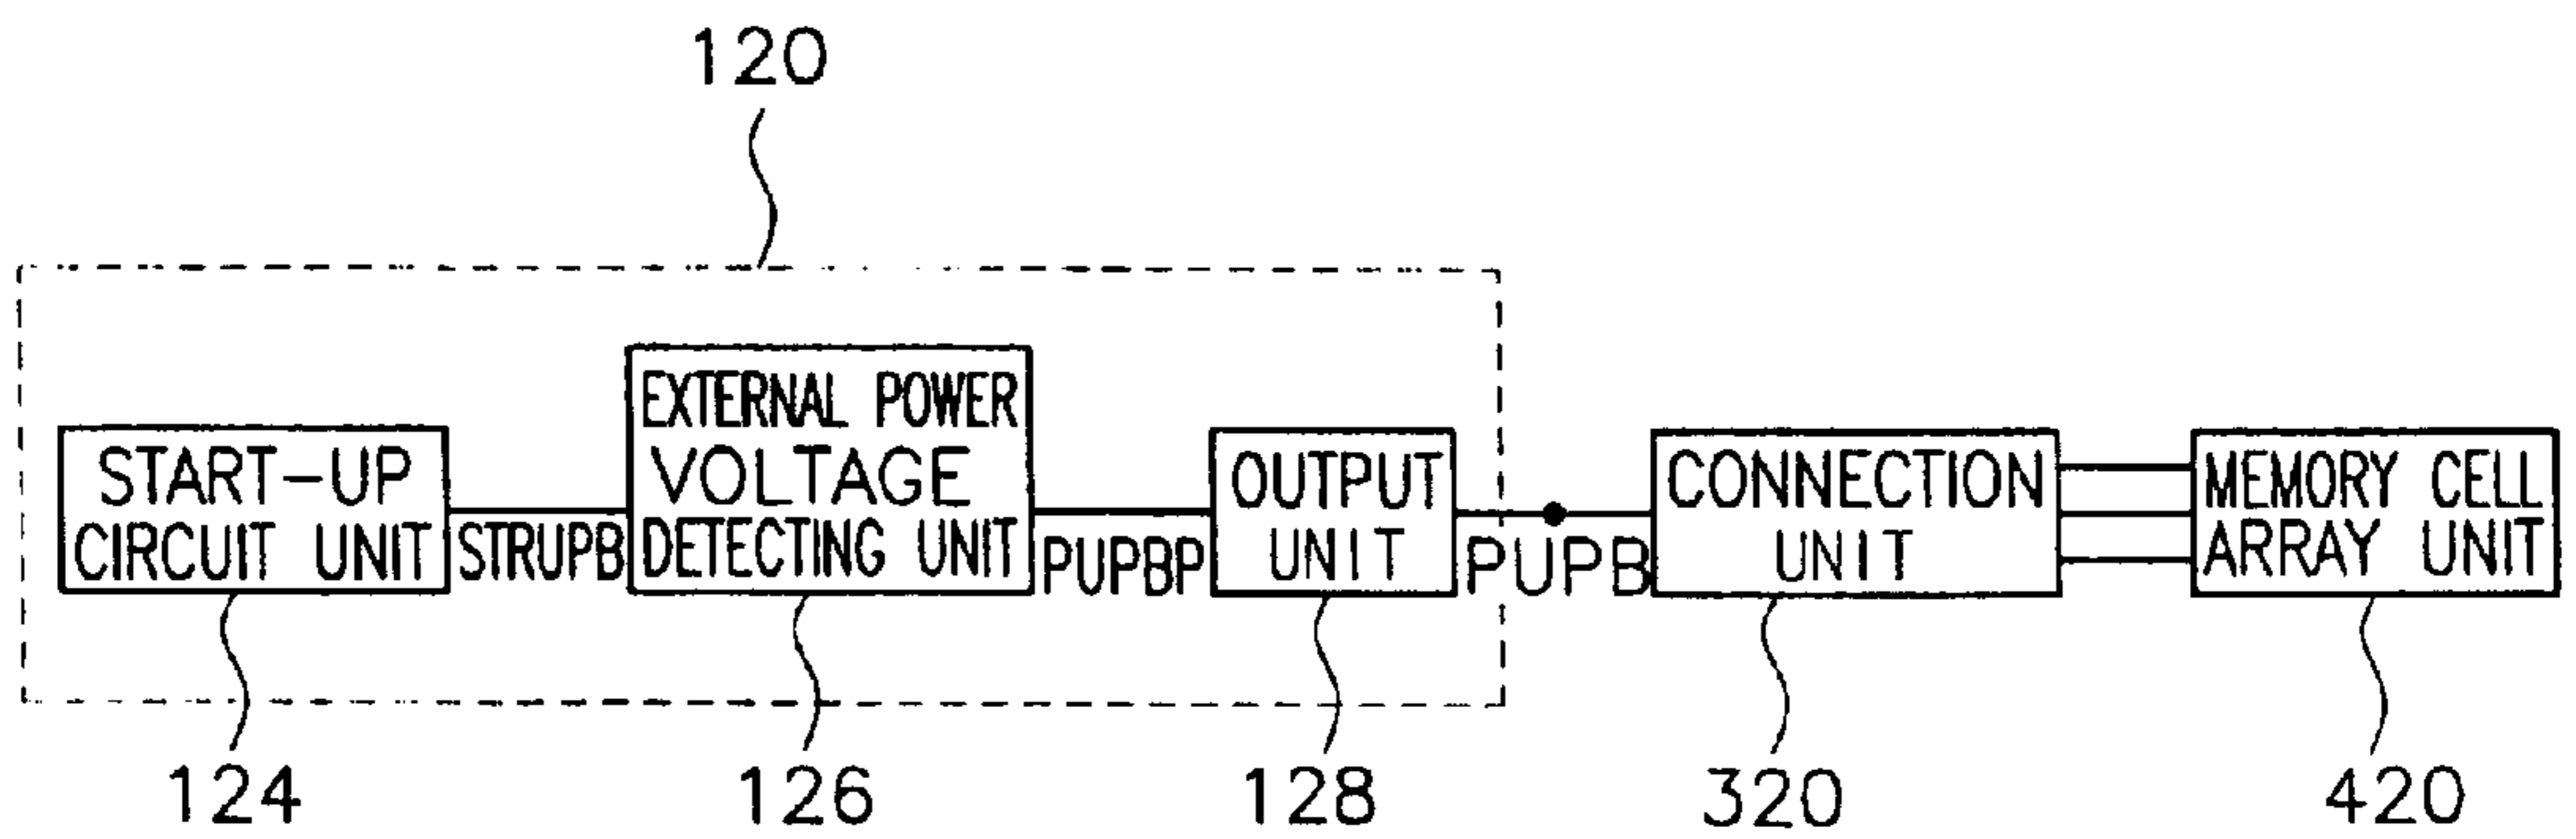 120
START-UP
CIRCUIT UNIT
STRUPB
EXTERNAL POWER
VOLTAGE
DETECTING UNIT
PUPBP
OUTPUT
UNIT
PUPB
CONNECTION
UNIT
MEMORY CELL
ARRAY UNIT
124
126
128
320
420